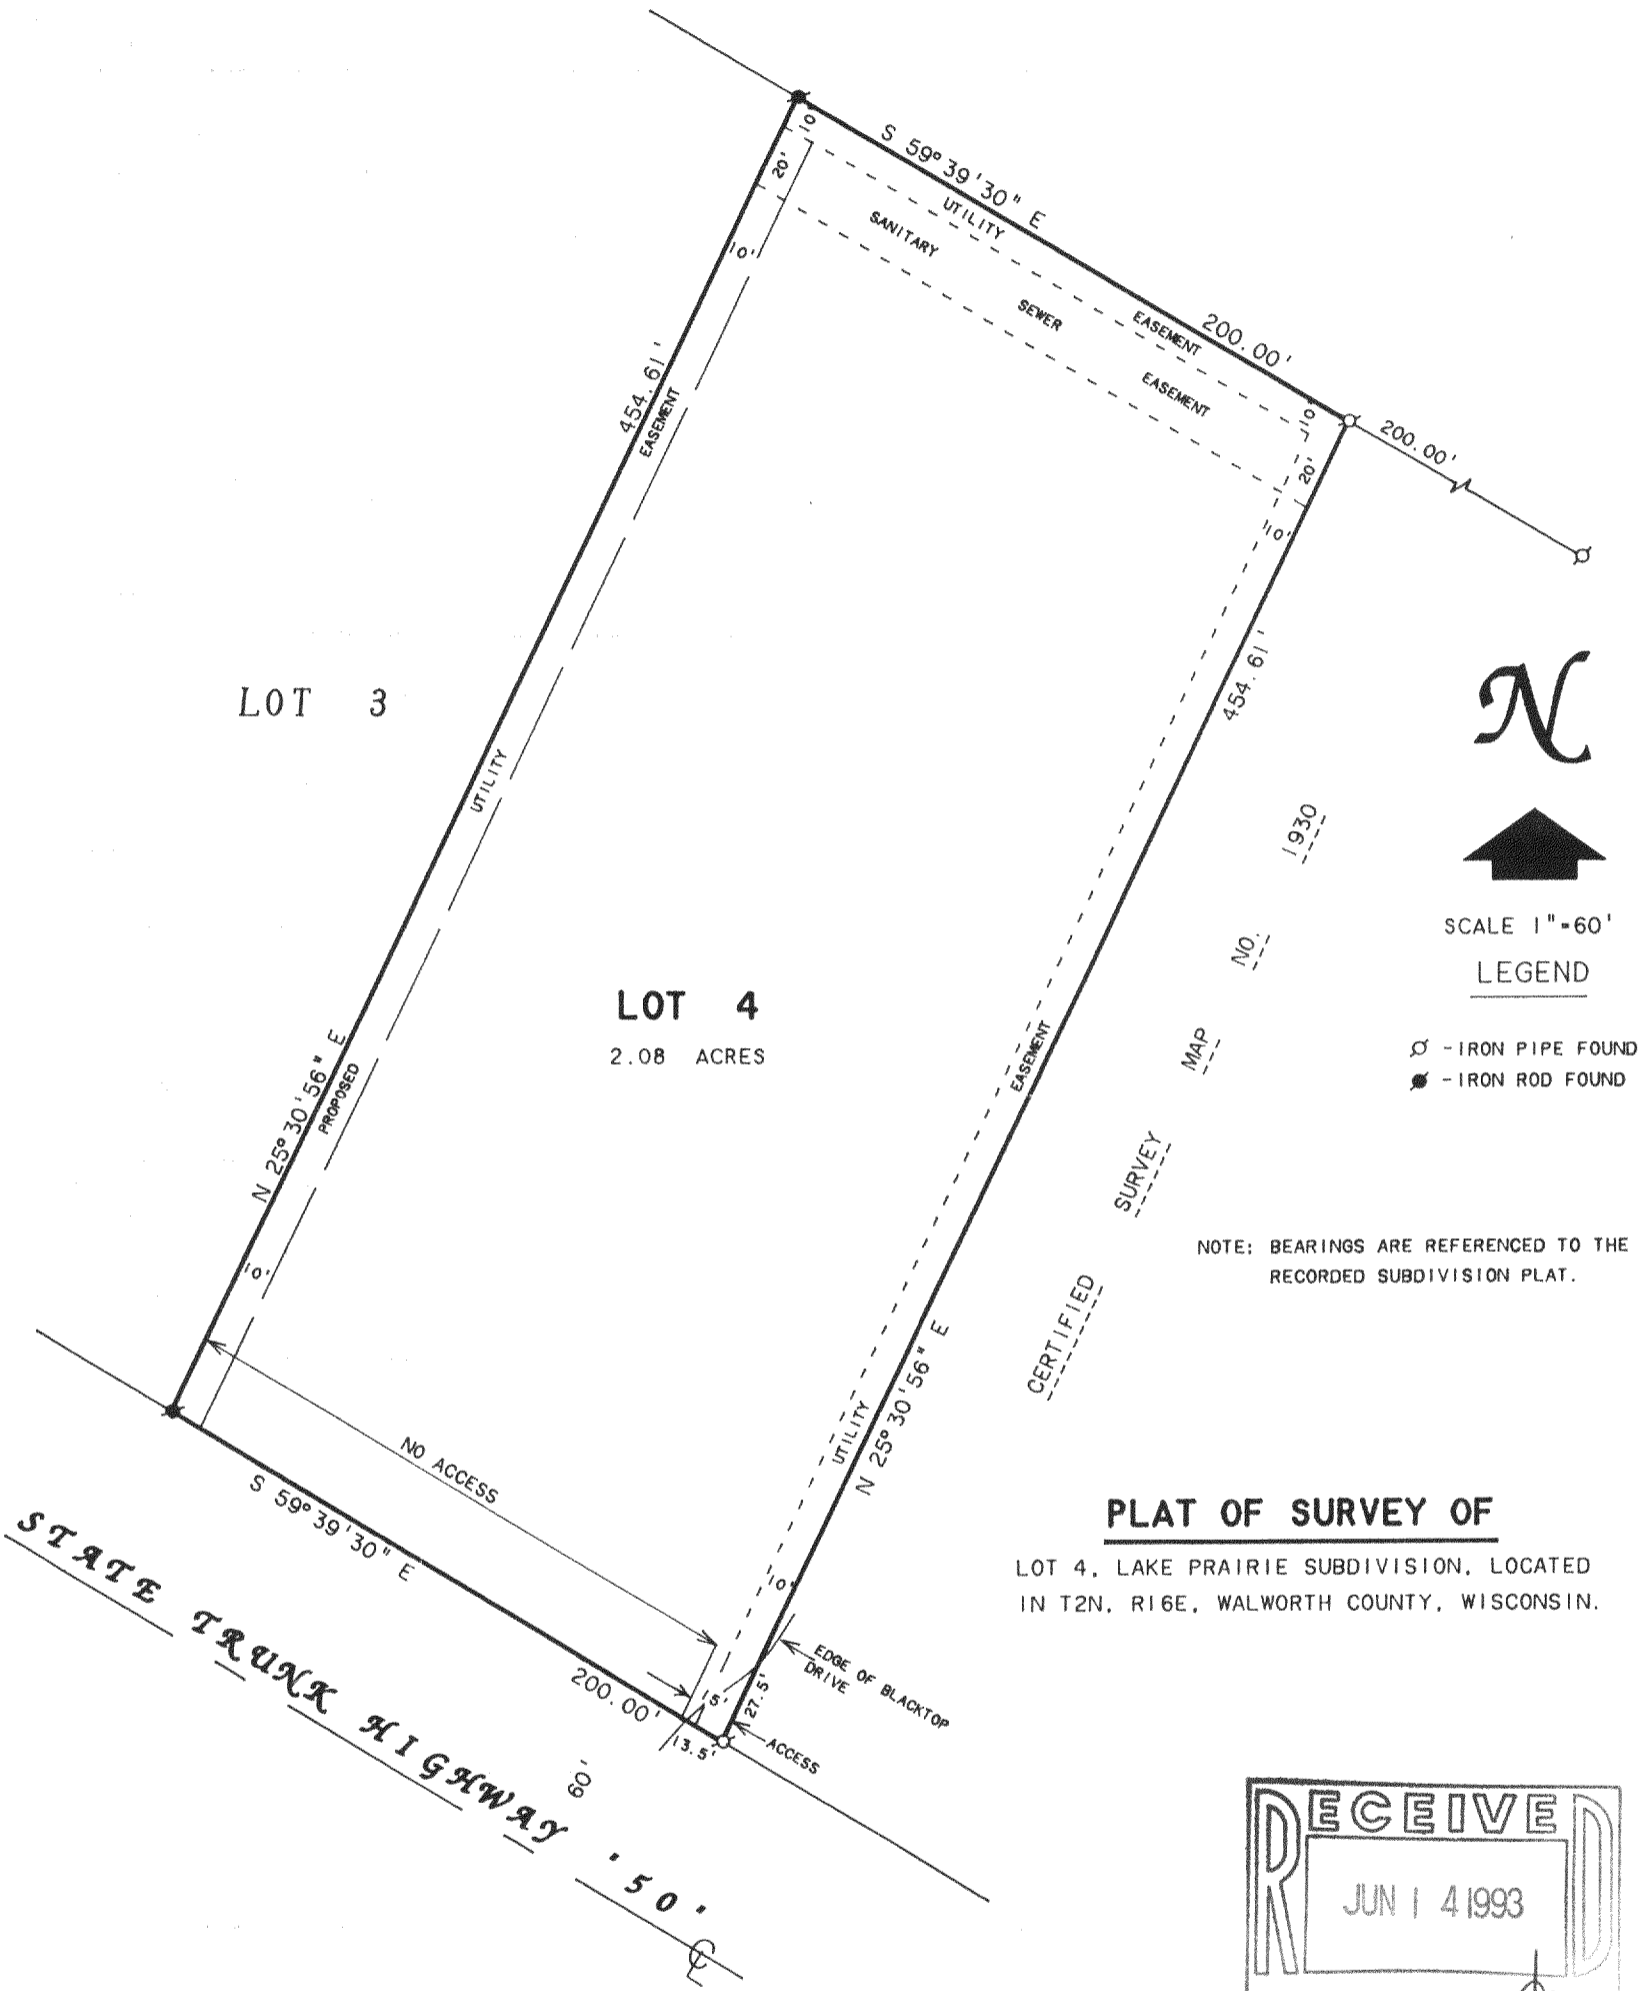 S 59° 39 '30" E
10'
20'
UTILITY
SANITARY
10'
SEWER
EASEMENT
200.00'
454.61'
EASEMENT
EASEMENT
10'
200.00'
20'
10'
454.61'
LOT 3
N
UTILITY
1930
SCALE 1"=60'
NO.
LEGEND
LOT 4
2.08 ACRES
EASEMENT
MAP
-IRON PIPE FOUND
-IRON ROD FOUND
N 25° 30 '56" E
PROPOSED
SURVEY
NOTE: BEARINGS ARE REFERENCED TO THE
RECORDED SUBDIVISION PLAT.
10'
CERTIFIED
N 25° 30 '56" E
UTILITY
NO ACCESS
S 59° 39 '30" E
PLAT OF SURVEY OF
LOT 4, LAKE PRAIRIE SUBDIVISION, LOCATED
IN T2N, R16E, WALWORTH COUNTY, WISCONSIN.
10'
EDGE OF BLACKTOP
DRIVE
200.00'
15'
27.5'
13.5'
ACCESS
60'
STATE TRUNK HIGHWAY '50'
CL
RECEIVED
JUN 14 1993